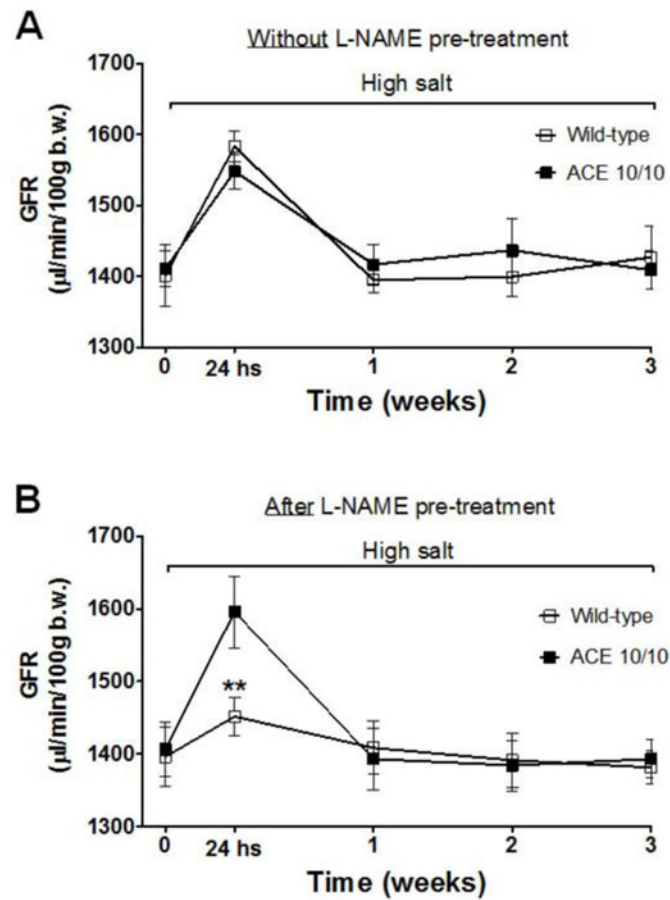 A
Without L-NAME pre-treatment
1700
High salt
1600
Wild-type
ACE 10/10
GFR
(µl/min/100g b.w.)
1500
1400
1300
0
24 hs
1
2
3
Time (weeks)
B
After L-NAME pre-treatment
1700
High salt
1600
Wild-type
ACE 10/10
GFR
(µl/min/100g b.w.)
1500
**
1400
1300
0
24 hs
1
2
3
Time (weeks)